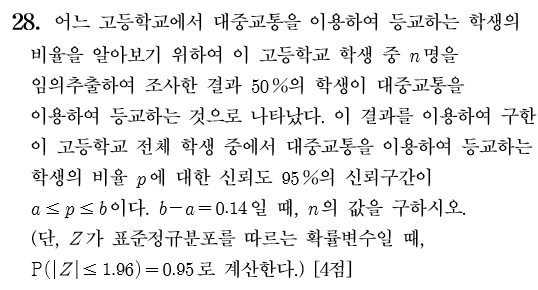 28. 어느 고등학교에서 대중교통을 이용하여 등교하는 학생의
비율을 알아보기 위하여 이 고등학교 학생 중 n명을
임의추출하여 조사한 결과 50%의 학생이 대중교통을
이용하여 등교하는 것으로 나타났다. 이 결과를 이용하여 구한
이 고등학교 전체 학생 중에서 대중교통을 이용하여 등교하는
학생의 비율 p에 대한 신뢰도 95%의 신뢰구간이
a≤p≤b이다. b-a=0.14일 때, n의 값을 구하시오.
(단, Z가 표준정규분포를 따르는 확률변수일 때,
P(|Z|≤1.96)=0.95로 계산한다.) [4점]